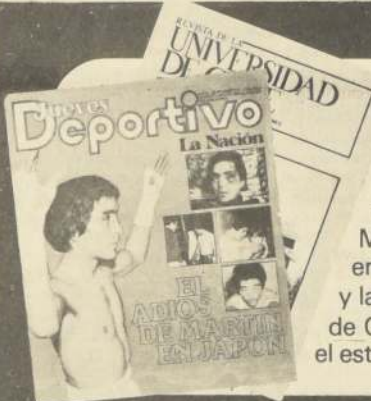 REVISTA DE LA
UNIVERSIDAD
DE
Jueves
Deportivo
La Nación
EL
ADIOS
DE MARTIN
EN JAPON
M
en
y la
de C
el est